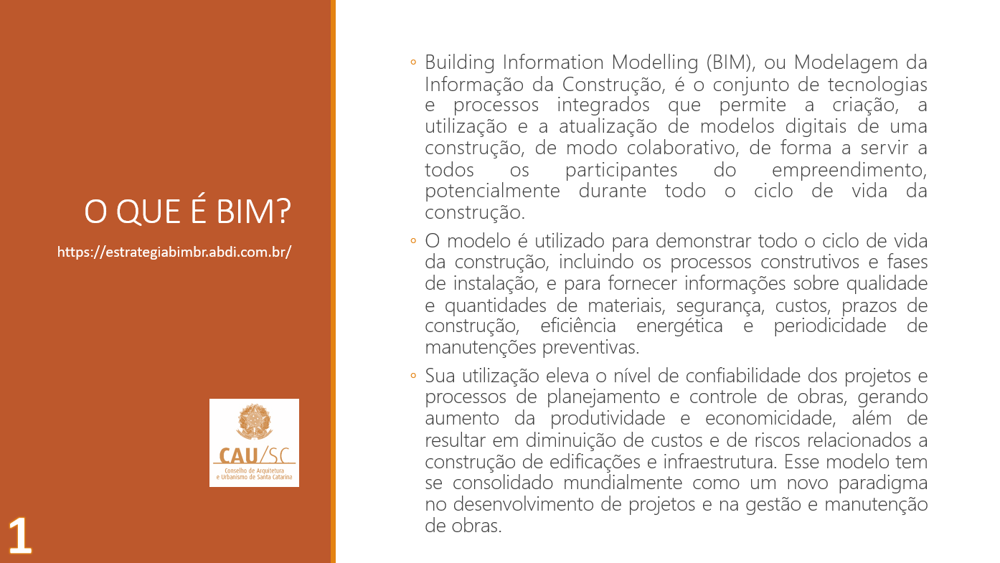 O QUE É BIM?
https://estrategiabimbr.abdi.com.br/
CAU/SC
Conselho de Arquitetura
e Urbanismo de Santa Catarina
1
Building Information Modelling (BIM), ou Modelagem da
Informação da Construção, é o conjunto de tecnologias
e processos integrados que permite a criação, a
utilização e a atualização de modelos digitais de uma
construção, de modo colaborativo, de forma a servir a
todos os participantes do empreendimento,
potencialmente durante todo o ciclo de vida da
construção.
O modelo é utilizado para demonstrar todo o ciclo de vida
da construção, incluindo os processos construtivos e fases
de instalação, e para fornecer informações sobre qualidade
e quantidades de materiais, segurança, custos, prazos de
construção, eficiência energética e periodicidade de
manutenções preventivas.
Sua utilização eleva o nível de confiabilidade dos projetos e
processos de planejamento e controle de obras, gerando
aumento da produtividade e economicidade, além de
resultar em diminuição de custos e de riscos relacionados a
construção de edificações e infraestrutura. Esse modelo tem
se consolidado mundialmente como um novo paradigma
no desenvolvimento de projetos e na gestão e manutenção
de obras.